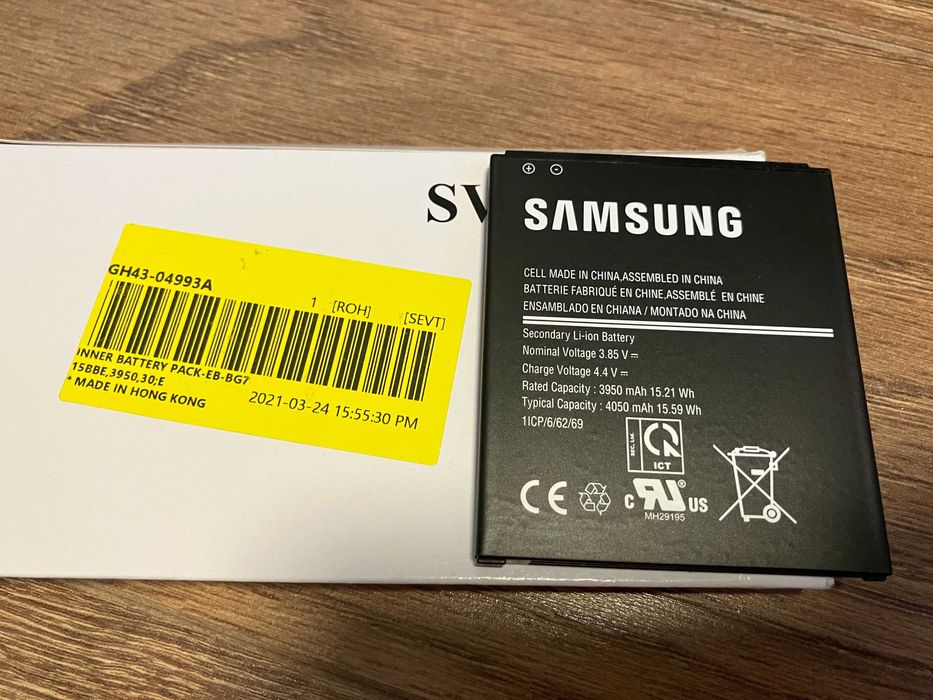 SV
GH43-04993A
1 [ROH] [SEVT]
INNER BATTERY PACK-EB-BG7
15BBE,3950,30;E
* MADE IN HONG KONG
2021-03-24 15:55:30 PM
SAMSUNG
CELL MADE IN CHINA,ASSEMBLED IN CHINA
BATTERIE FABRIQUÉ EN CHINE,ASSEMBLÉ EN CHINE
ENSAMBLADO EN CHIANA / MONTADO NA CHINA
Secondary Li-ion Battery
Nominal Voltage 3.85 V⎓
Charge Voltage 4.4 V⎓
Rated Capacity : 3950 mAh 15.21 Wh
Typical Capacity : 4050 mAh 15.59 Wh
1ICP/6/62/69
SEC, Ltd.
ICT
CE
c RU US
MH29195